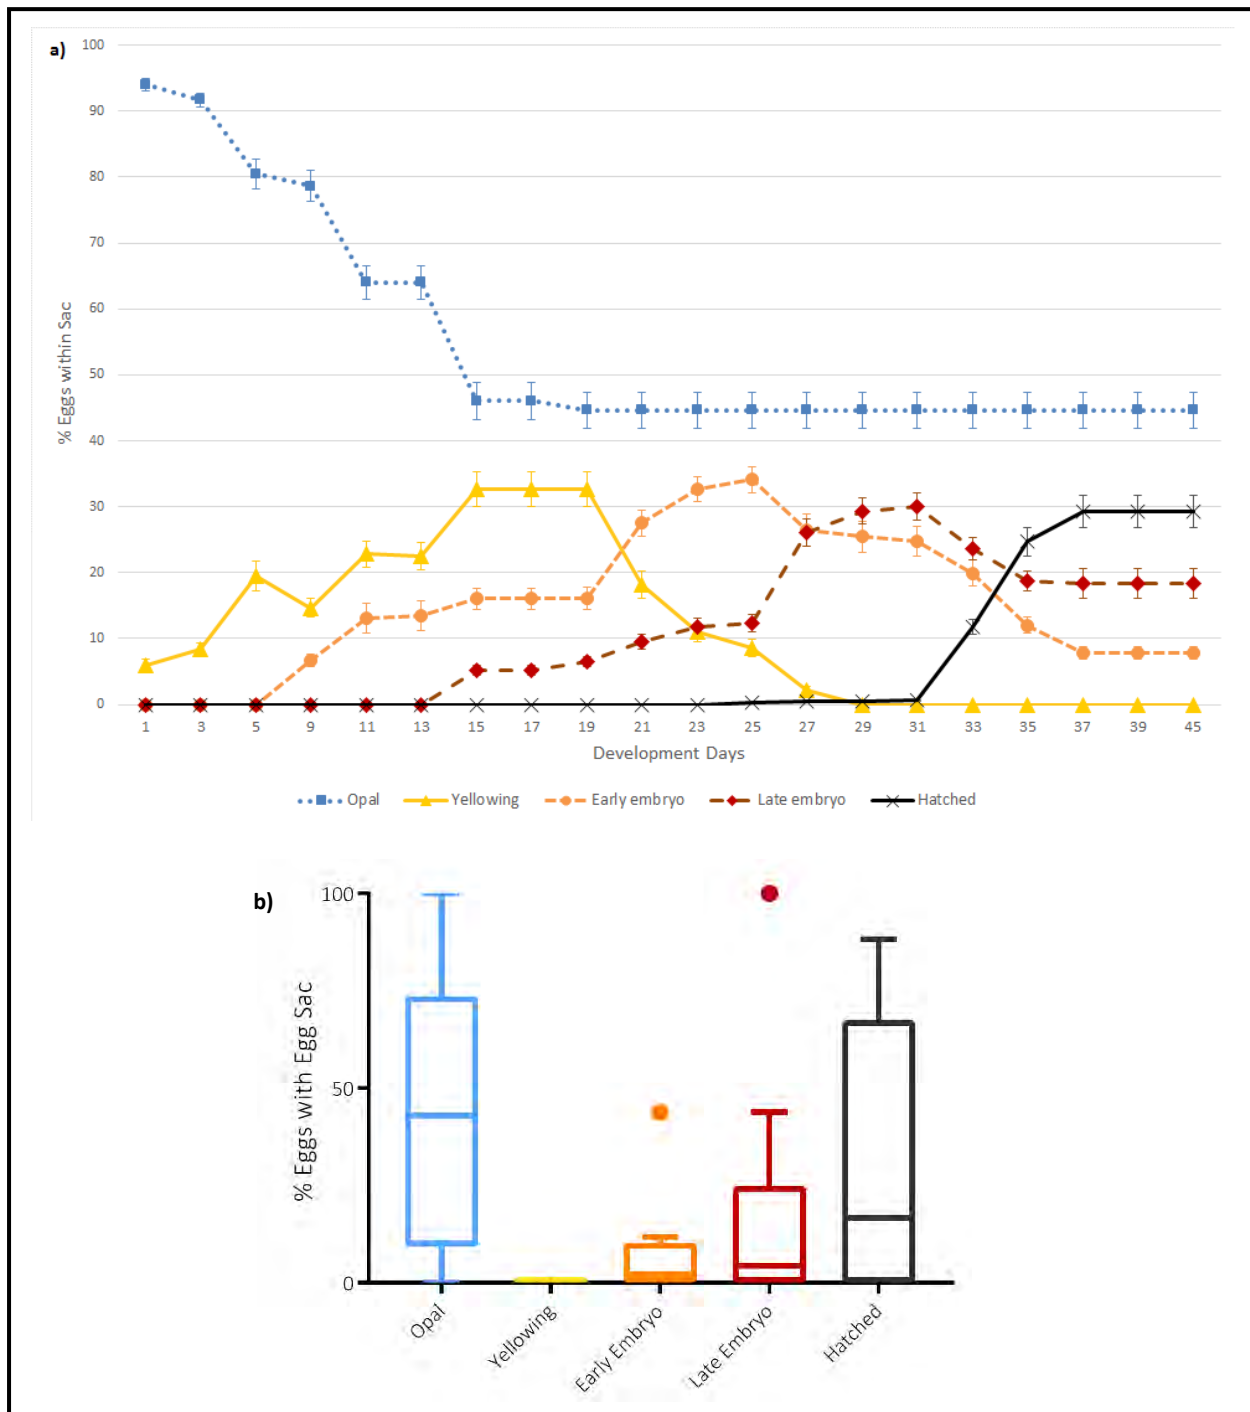 a)
100
90
80
70
60
50
40
30
20
10
0
% Eggs within Sac
1 3 5 9 11 13 15 17 19 21 23 25 27 29 31 33 35 37 39 45
Development Days
Opal Yellowing Early embryo Late embryo Hatched
b)
100
50
0
% Eggs with Egg Sac
Opal Yellowing Early Embryo Late Embryo Hatched